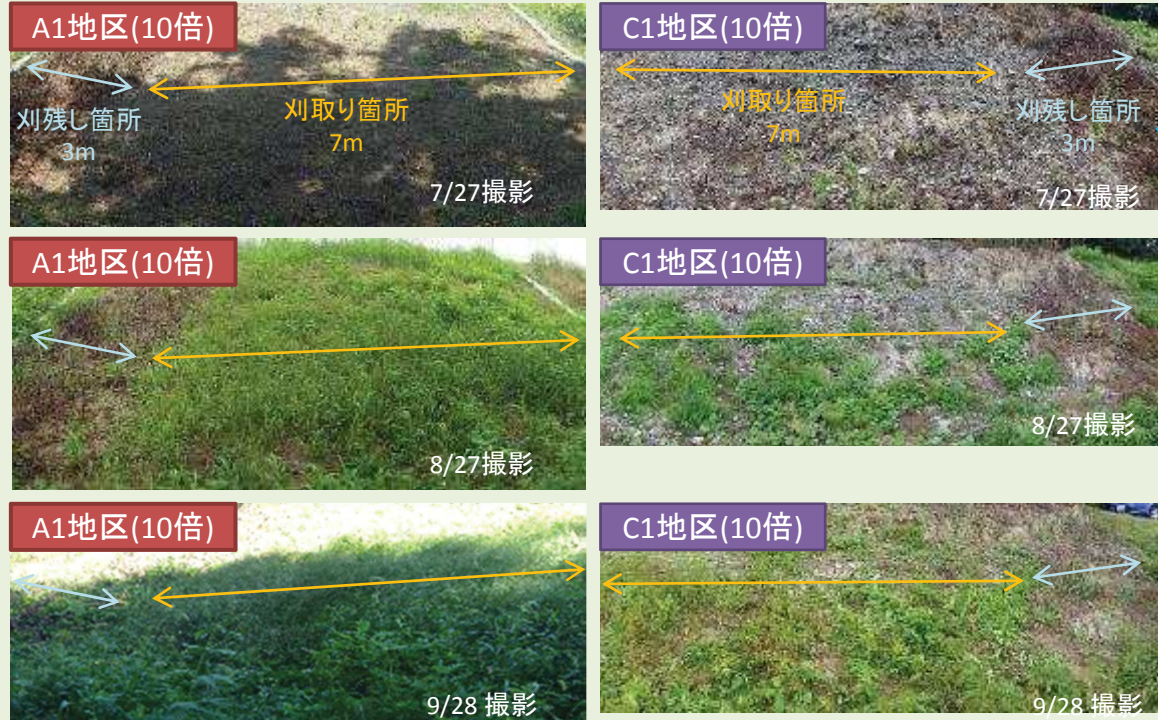 A1地区(10倍)
刈残し箇所
3m
刈取り箇所
7m
7/27撮影
C1地区(10倍)
刈取り箇所
7m
刈残し箇所
3m
7/27撮影
A1地区(10倍)
8/27撮影
C1地区(10倍)
8/27撮影
A1地区(10倍)
9/28 撮影
C1地区(10倍)
9/28 撮影